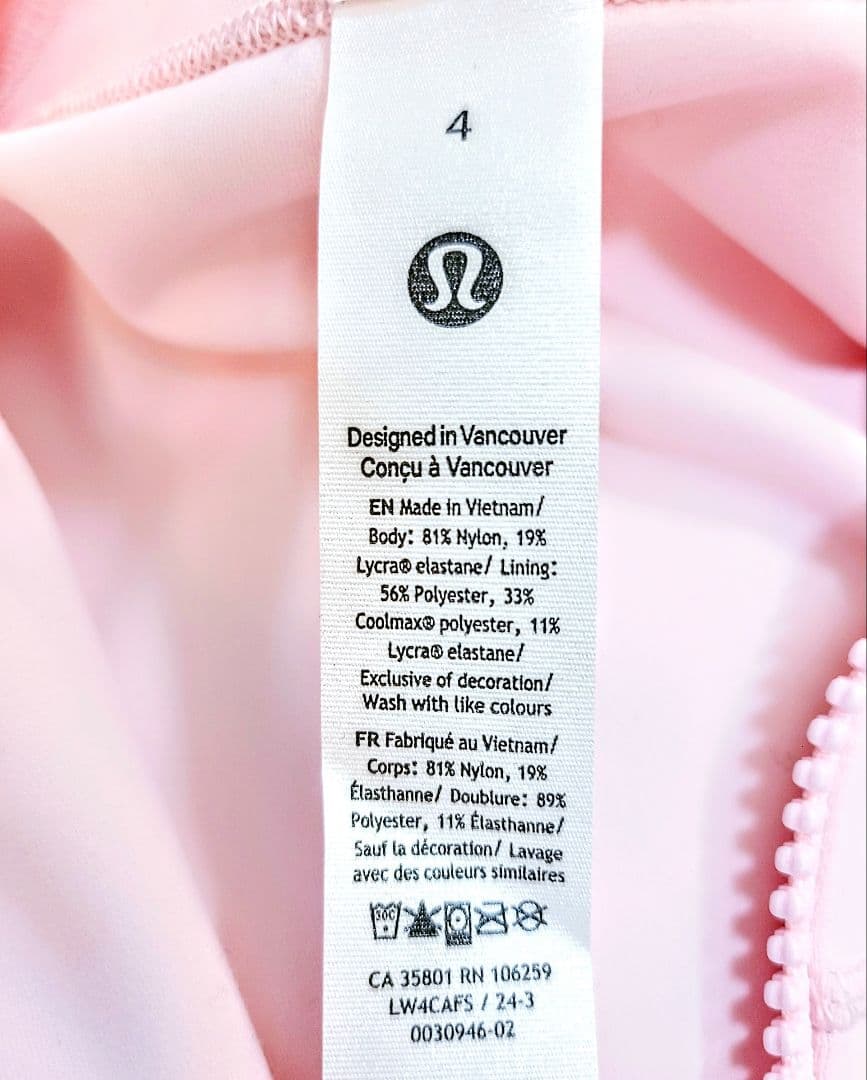 4
Designed in Vancouver
Conçu à Vancouver
EN Made in Vietnam/
Body: 81% Nylon, 19%
Lycra® elastane/ Lining:
56% Polyester, 33%
Coolmax® polyester, 11%
Lycra® elastane/
Exclusive of decoration/
Wash with like colours
FR Fabriqué au Vietnam/
Corps: 81% Nylon, 19%
Élasthanne/ Doublure: 89%
Polyester, 11% Élasthanne/
Sauf la décoration/ Lavage
avec des couleurs similaires
30C
CA 35801 RN 106259
LW4CAFS / 24-3
0030946-02